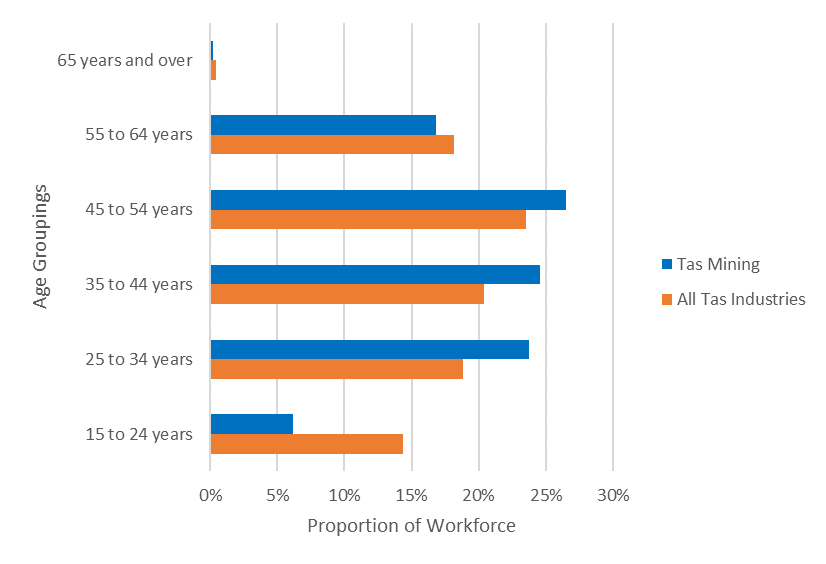 65 years and over
55 to 64 years
45 to 54 years
35 to 44 years
25 to 34 years
15 to 24 years
Age Groupings
0% 5% 10% 15% 20% 25% 30%
Proportion of Workforce
Tas Mining
All Tas Industries